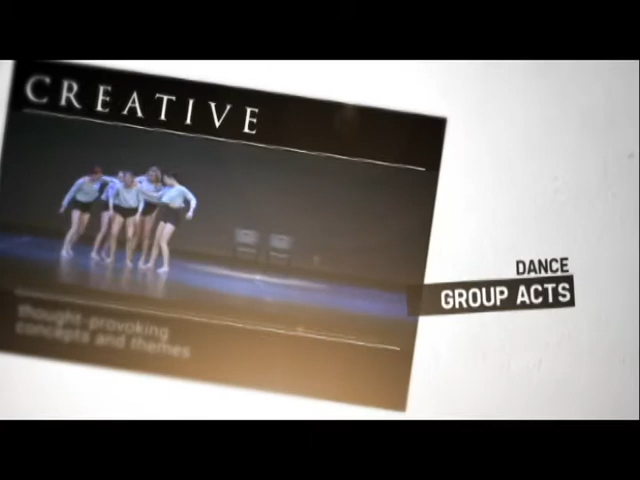 CREATIVE
thought-provoking
concepts and themes
DANCE
GROUP ACTS